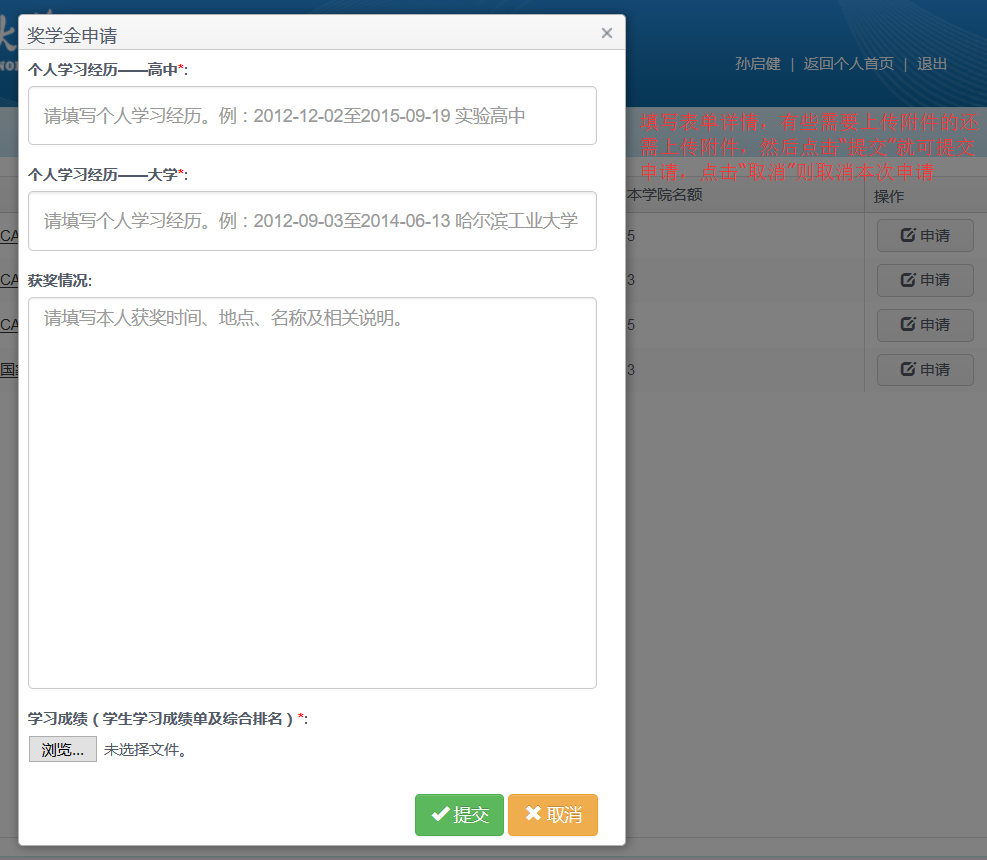 奖学金申请 ×
个人学习经历——高中*:
请填写个人学习经历。例：2012-12-02至2015-09-19 实验高中
个人学习经历——大学*:
请填写个人学习经历。例：2012-09-03至2014-06-13 哈尔滨工业大学
获奖情况:
请填写本人获奖时间、地点、名称及相关说明。
学习成绩（学生学习成绩单及综合排名）*:
浏览... 未选择文件。
提交 取消
孙启健 | 返回个人首页 | 退出
填写表单详情，有些需要上传附件的还
需上传附件，然后点击“提交”就可提交
申请，点击“取消”则取消本次申请
本学院名额 操作
CA 5 申请
CA 3 申请
CA 5 申请
国 3 申请